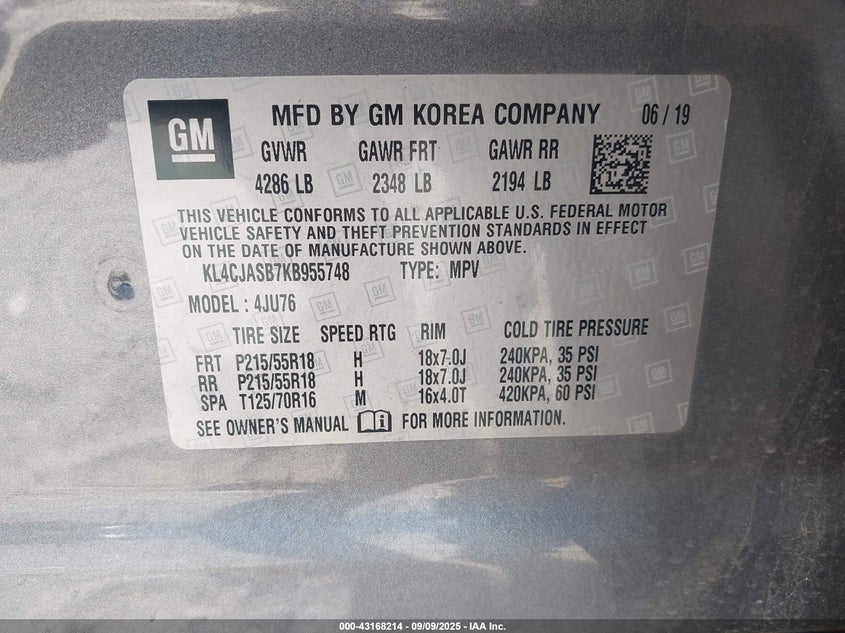 GM MFD BY GM KOREA COMPANY 06 / 19
GVWR GAWR FRT GAWR RR
4286 LB 2348 LB 2194 LB
THIS VEHICLE CONFORMS TO ALL APPLICABLE U.S. FEDERAL MOTOR
VEHICLE SAFETY AND THEFT PREVENTION STANDARDS IN EFFECT
ON THE DATE OF MANUFACTURE SHOWN ABOVE.
KL4CJASB7KB955748 TYPE: MPV
MODEL : 4JU76
TIRE SIZE SPEED RTG RIM COLD TIRE PRESSURE
FRT P215/55R18 H 18x7.0J 240KPA, 35 PSI
RR P215/55R18 H 18x7.0J 240KPA, 35 PSI
SPA T125/70R16 M 16x4.0T 420KPA, 60 PSI
SEE OWNER'S MANUAL FOR MORE INFORMATION.
000-43168214 - 09/09/2025 - IAA Inc.